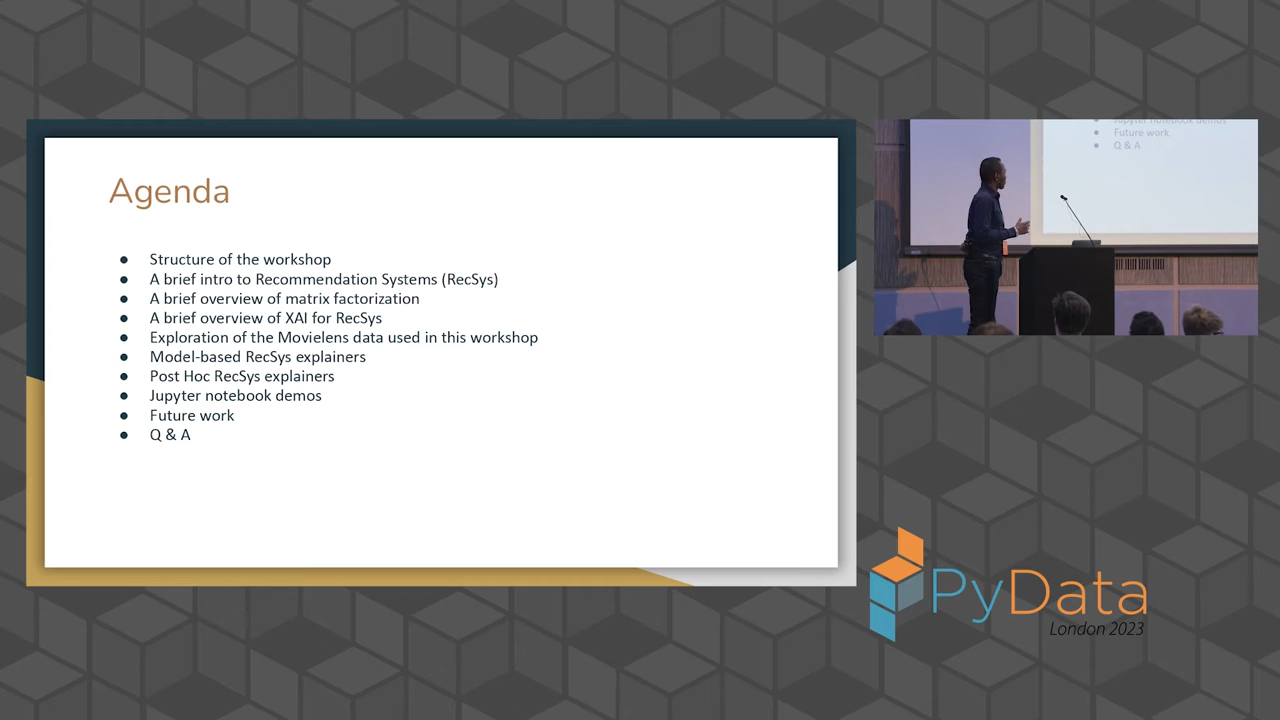 Agenda
● Structure of the workshop
● A brief intro to Recommendation Systems (RecSys)
● A brief overview of matrix factorization
● A brief overview of XAI for RecSys
● Exploration of the Movielens data used in this workshop
● Model-based RecSys explainers
● Post Hoc RecSys explainers
● Jupyter notebook demos
● Future work
● Q & A
● Jupyter notebook demos
● Future work
● Q & A
PyData
London 2023